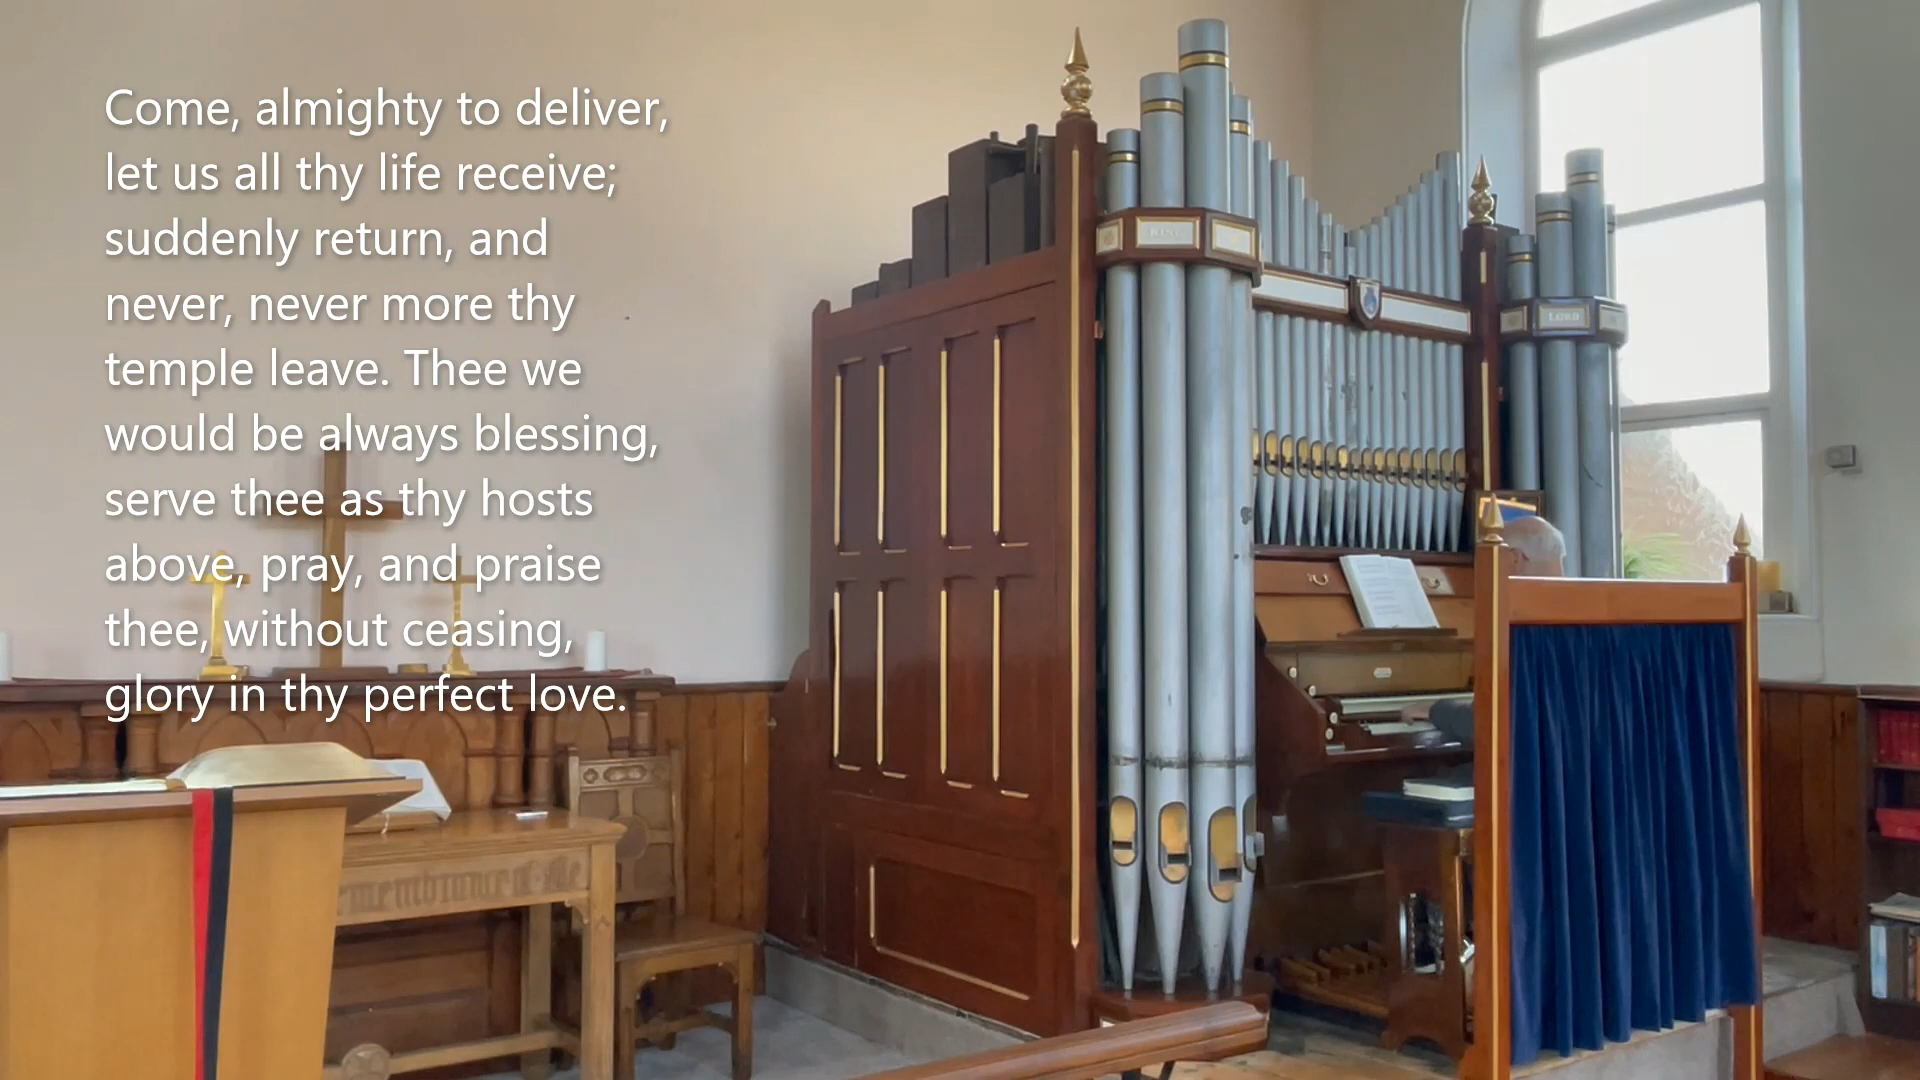 Come, almighty to deliver,
let us all thy life receive;
suddenly return, and
never, never more thy
temple leave. Thee we
would be always blessing,
serve thee as thy hosts
above, pray, and praise
thee, without ceasing,
glory in thy perfect love.
KING
LORD